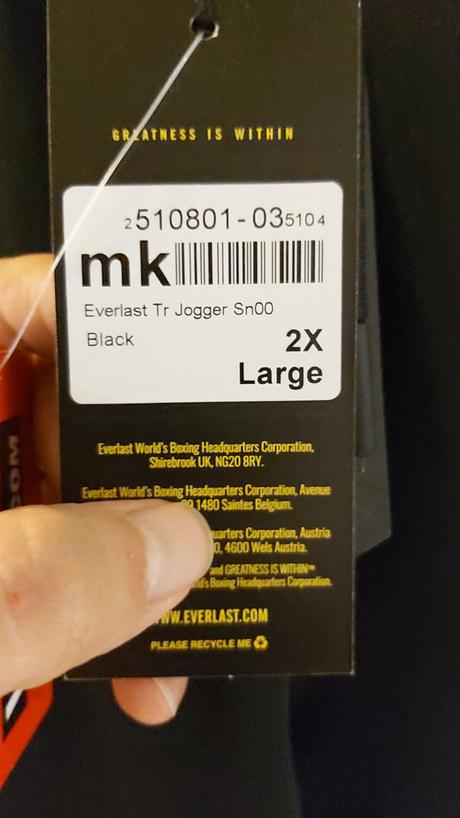 GREATNESS IS WITHIN
2510801-035104
mk
Everlast Tr Jogger Sn00
Black
2X
Large
Everlast World's Boxing Headquarters Corporation,
Shirebrook UK, NG20 8RY.
Everlast World's Boxing Headquarters Corporation, Avenue
1480 Saintes Belgium.
Corporation, Austria
4600 Wels Austria.
and GREATNESS IS WITHIN™
Boxing Headquarters Corporation.
WWW.EVERLAST.COM
PLEASE RECYCLE ME